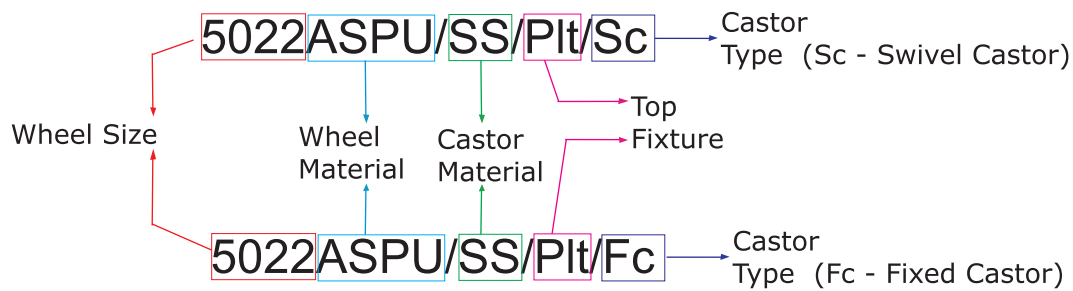 5022ASPU/SS/Plt/Sc
Castor
Type (Sc - Swivel Castor)
Top
Fixture
Wheel Size
Wheel
Material
Castor
Material
5022ASPU/SS/Plt/Fc
Castor
Type (Fc - Fixed Castor)